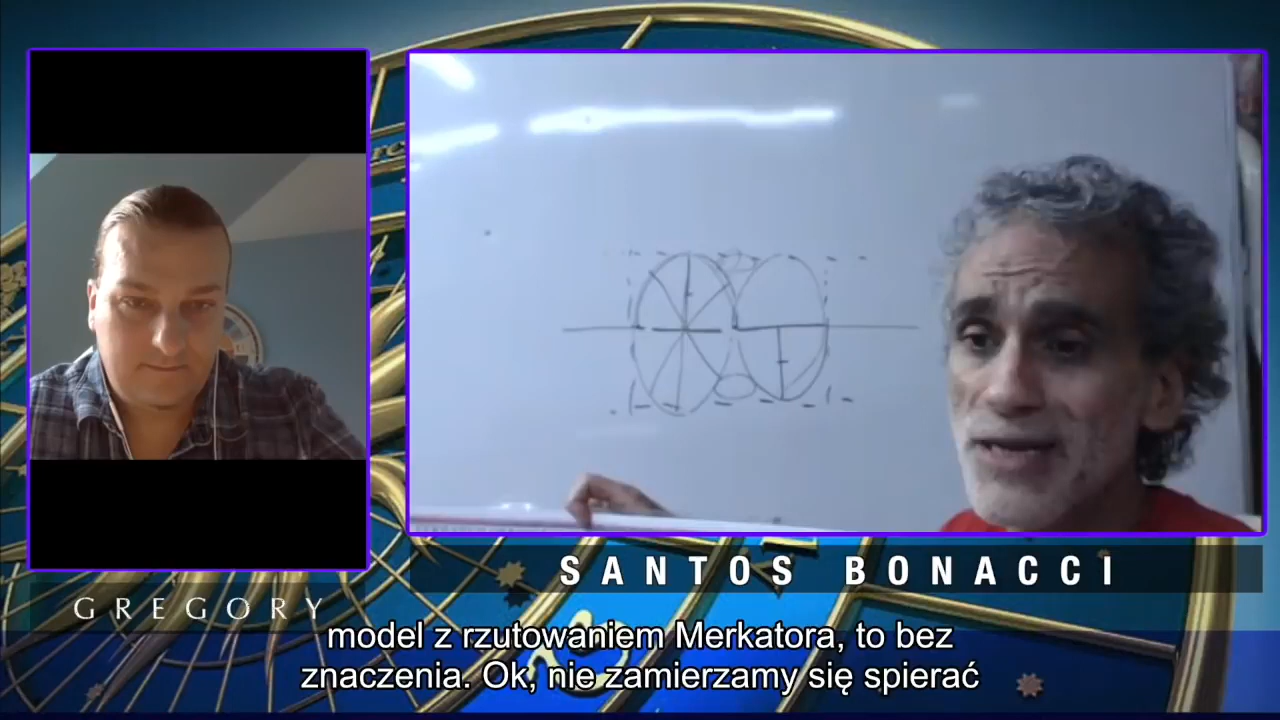 SANTOS BONACCI
GREGORY
model z rzutowaniem Merkatora, to bez
znaczenia. Ok, nie zamierzamy się spierać